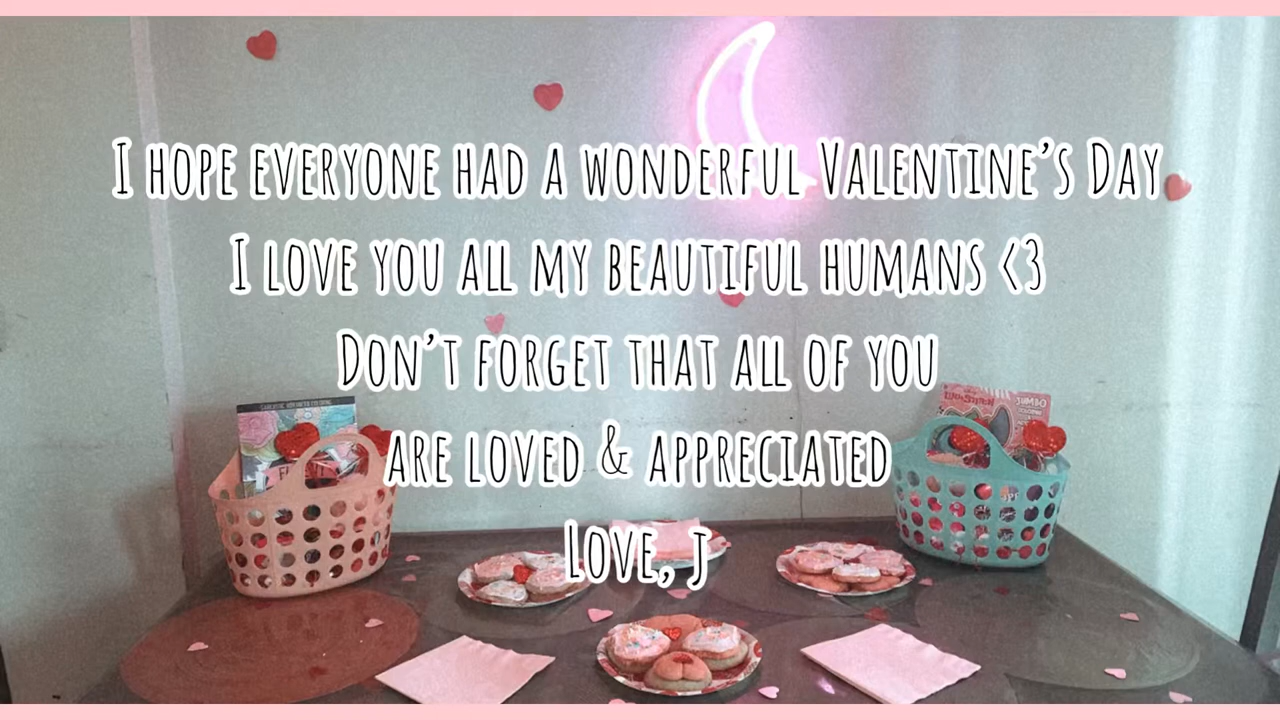 I hope everyone had a wonderful Valentine's Day
I love you all my beautiful humans <3
Don't forget that all of you
are loved & appreciated
Love, J
JUMBO